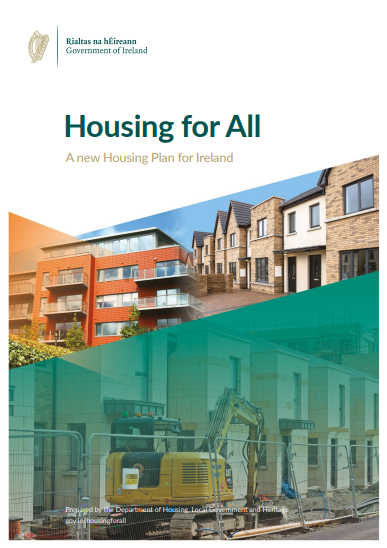 Rialtas na hÉireann
Government of Ireland
Housing for All
A new Housing Plan for Ireland
Prepared by the Department of Housing, Local Government and Heritage
gov.ie/housingforall